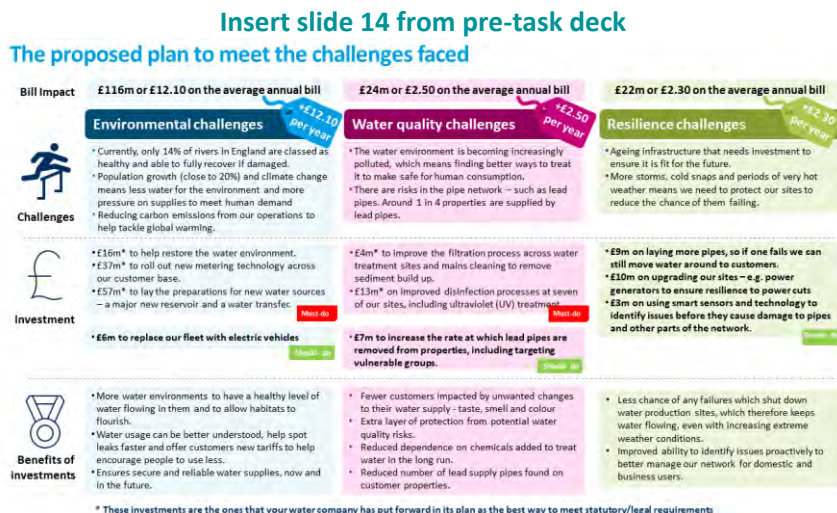 Insert slide 14 from pre-task deck
The proposed plan to meet the challenges faced
Bill Impact
£116m or £12.10 on the average annual bill
£24m or £2.50 on the average annual bill
£22m or £2.30 on the average annual bill
+£12.10
per year
+£2.50
per year
+£2.30
per year
Environmental challenges
Water quality challenges
Resilience challenges
Challenges
• Currently, only 14% of rivers in England are classed as
healthy and able to fully recover if damaged.
• Population growth (close to 20%) and climate change
means less water for the environment and more
pressure on supplies to meet human demand
• Reducing carbon emissions from our operations to
help tackle global warming.
• The water environment is becoming increasingly
polluted, which means finding better ways to treat
it to make safe for human consumption.
• There are risks in the pipe network – such as lead
pipes. Around 1 in 4 properties are supplied by
lead pipes.
• Ageing infrastructure that needs investment to
ensure it is fit for the future.
• More storms, cold snaps and periods of very hot
weather means we need to protect our sites to
reduce the chance of them failing.
Investment
• £16m* to help restore the water environment.
• £37m* to roll out new metering technology across
our customer base.
• £57m* to lay the preparations for new water sources
– a major new reservoir and a water transfer.
Must-do
• £6m to replace our fleet with electric vehicles
Should- do
• £4m* to improve the filtration process across water
treatment sites and mains cleaning to remove
sediment build up.
• £13m* on improved disinfection processes at seven
of our sites, including ultraviolet (UV) treatment
Must-do
• £7m to increase the rate at which lead pipes are
removed from properties, including targeting
vulnerable groups.
Should- do
• £9m on laying more pipes, so if one fails we can
still move water around to customers.
• £10m on upgrading our sites – e.g. power
generators to ensure resilience to power cuts
• £3m on using smart sensors and technology to
identify issues before they cause damage to pipes
and other parts of the network.
Should- do
Benefits of
investments
• More water environments to have a healthy level of
water flowing in them and to allow habitats to
flourish.
• Water usage can be better understood, help spot
leaks faster and offer customers new tariffs to help
encourage people to use less.
• Ensures secure and reliable water supplies, now and
in the future.
• Fewer customers impacted by unwanted changes
to their water supply - taste, smell and colour
• Extra layer of protection from potential water
quality risks.
• Reduced dependence on chemicals added to treat
water in the long run.
• Reduced number of lead supply pipes found on
customer properties.
• Less chance of any failures which shut down
water production sites, which therefore keeps
water flowing, even with increasing extreme
weather conditions.
• Improved ability to identify issues proactively to
better manage our network for domestic and
business users.
* These investments are the ones that your water company has put forward in its plan as the best way to meet statutory/legal requirements